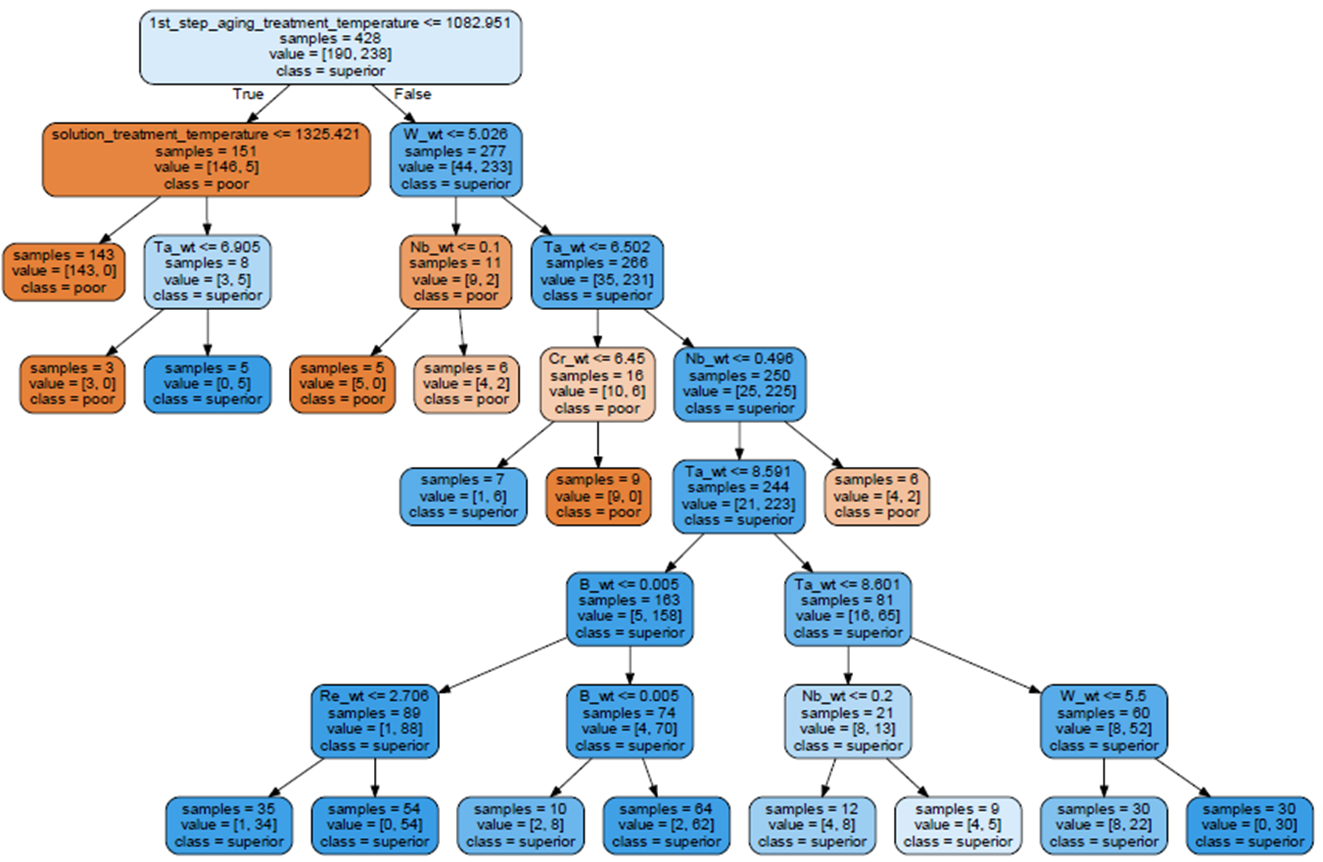 1st_step_aging_treatment_temperature <= 1082.951
samples = 428
value = [190, 238]
class = superior
True
False
solution_treatment_temperature <= 1325.421
samples = 151
value = [146, 5]
class = poor
W_wt <= 5.026
samples = 277
value = [44, 233]
class = superior
samples = 143
value = [143, 0]
class = poor
Ta_wt <= 6.905
samples = 8
value = [3, 5]
class = superior
Nb_wt <= 0.1
samples = 11
value = [9, 2]
class = poor
Ta_wt <= 6.502
samples = 266
value = [35, 231]
class = superior
samples = 3
value = [3, 0]
class = poor
samples = 5
value = [0, 5]
class = superior
samples = 5
value = [5, 0]
class = poor
samples = 6
value = [4, 2]
class = poor
Cr_wt <= 6.45
samples = 16
value = [10, 6]
class = poor
Nb_wt <= 0.496
samples = 250
value = [25, 225]
class = superior
samples = 7
value = [1, 6]
class = superior
samples = 9
value = [9, 0]
class = poor
Ta_wt <= 8.591
samples = 244
value = [21, 223]
class = superior
samples = 6
value = [4, 2]
class = poor
B_wt <= 0.005
samples = 163
value = [5, 158]
class = superior
Ta_wt <= 8.601
samples = 81
value = [16, 65]
class = superior
Re_wt <= 2.706
samples = 89
value = [1, 88]
class = superior
B_wt <= 0.005
samples = 74
value = [4, 70]
class = superior
Nb_wt <= 0.2
samples = 21
value = [8, 13]
class = superior
W_wt <= 5.5
samples = 60
value = [8, 52]
class = superior
samples = 35
value = [1, 34]
class = superior
samples = 54
value = [0, 54]
class = superior
samples = 10
value = [2, 8]
class = superior
samples = 64
value = [2, 62]
class = superior
samples = 12
value = [4, 8]
class = superior
samples = 9
value = [4, 5]
class = superior
samples = 30
value = [8, 22]
class = superior
samples = 30
value = [0, 30]
class = superior